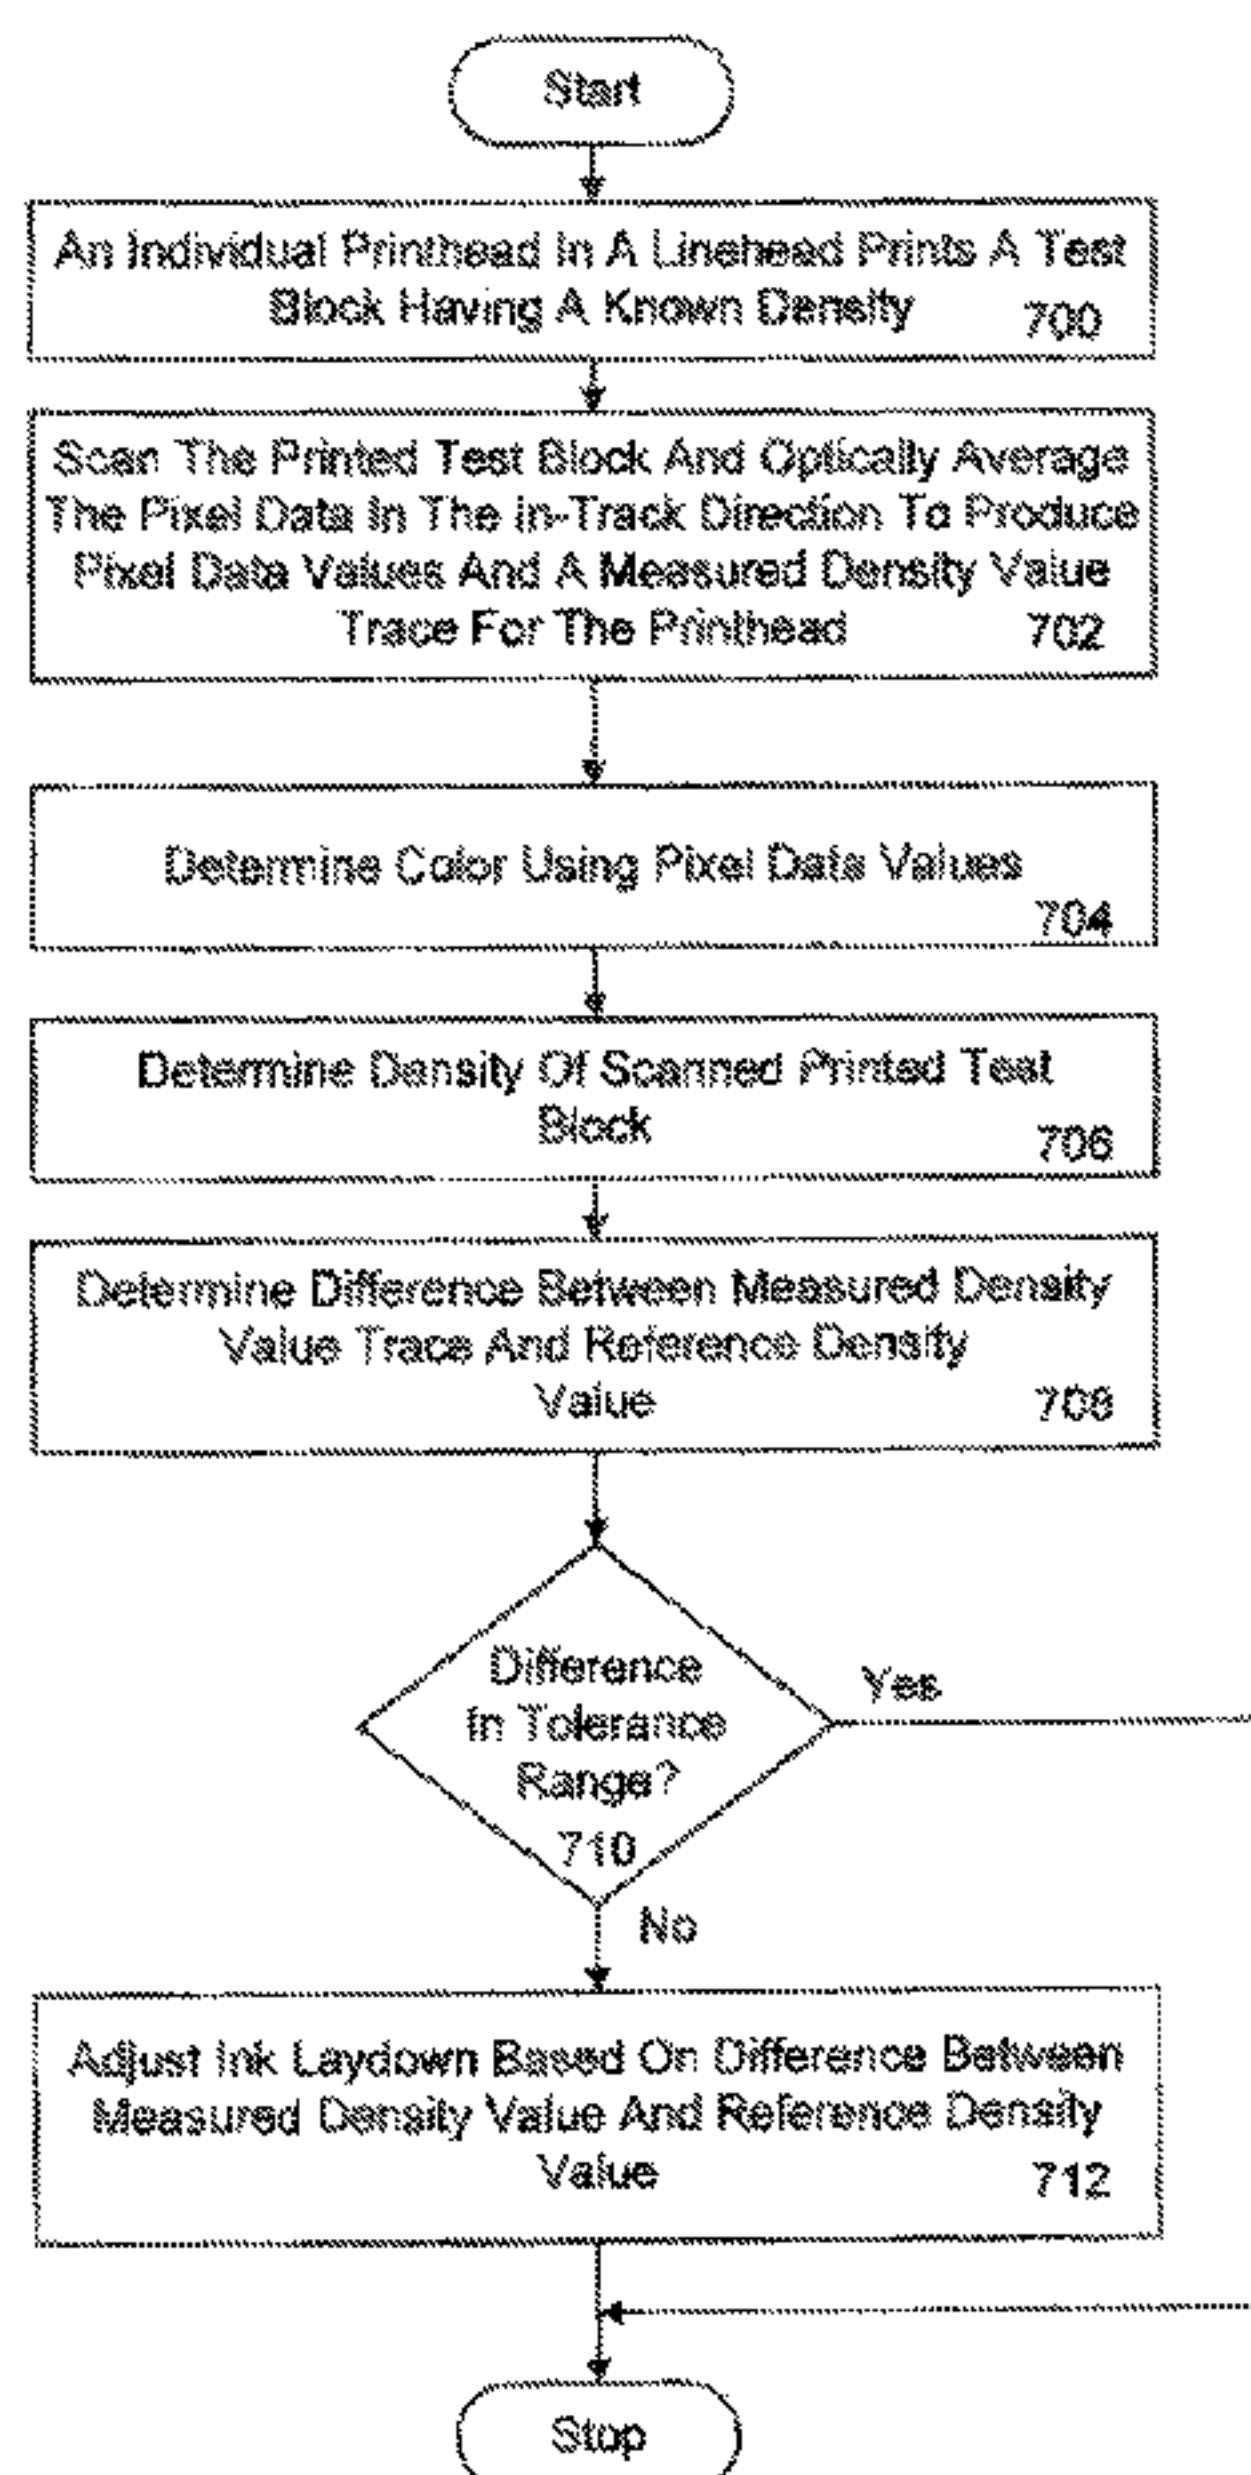 Start
An Individual Printhead In A Linehead Prints A Test
Block Having A Known Density
700
Scan The Printed Test Block And Optically Average
The Pixel Data In The In-Track Direction To Produce
Pixel Data Values And A Measured Density Value
Trace For The Printhead
702
Determine Color Using Pixel Data Values
704
Determine Density Of Scanned Printed Test
Block
706
Determine Difference Between Measured Density
Value Trace And Reference Density
Value
708
Difference
In Tolerance
Range?
710
Yes
No
Adjust Ink Laydown Based On Difference Between
Measured Density Value And Reference Density
Value
712
Stop